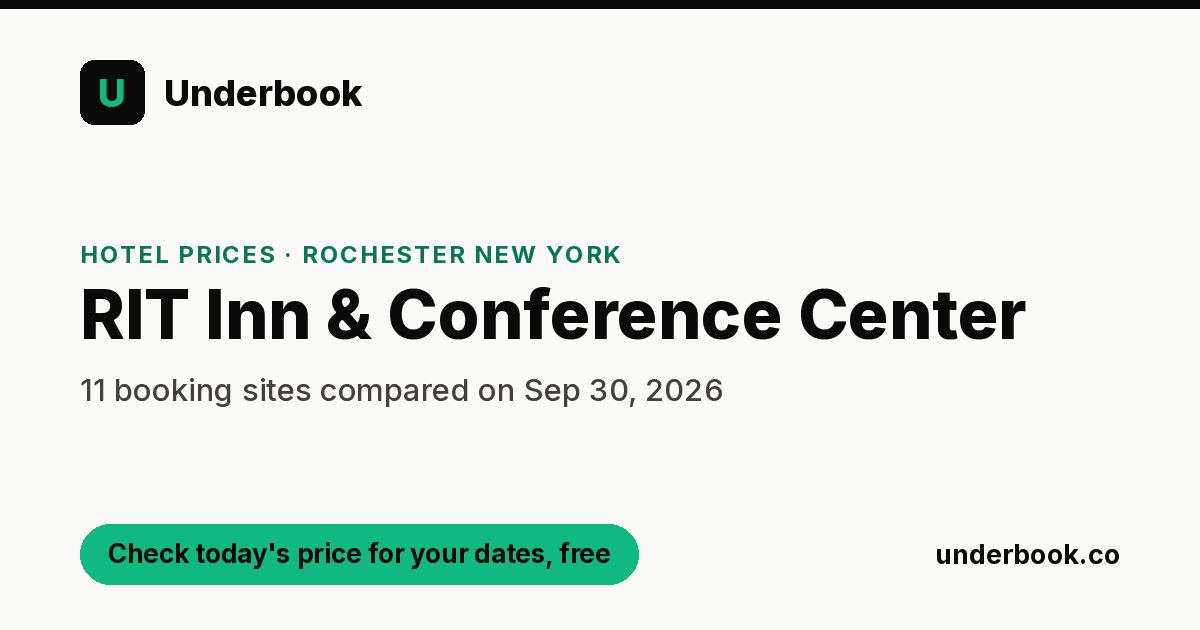 U Underbook
HOTEL PRICES · ROCHESTER NEW YORK
RIT Inn & Conference Center
11 booking sites compared on Sep 30, 2026
Check today's price for your dates, free
underbook.co